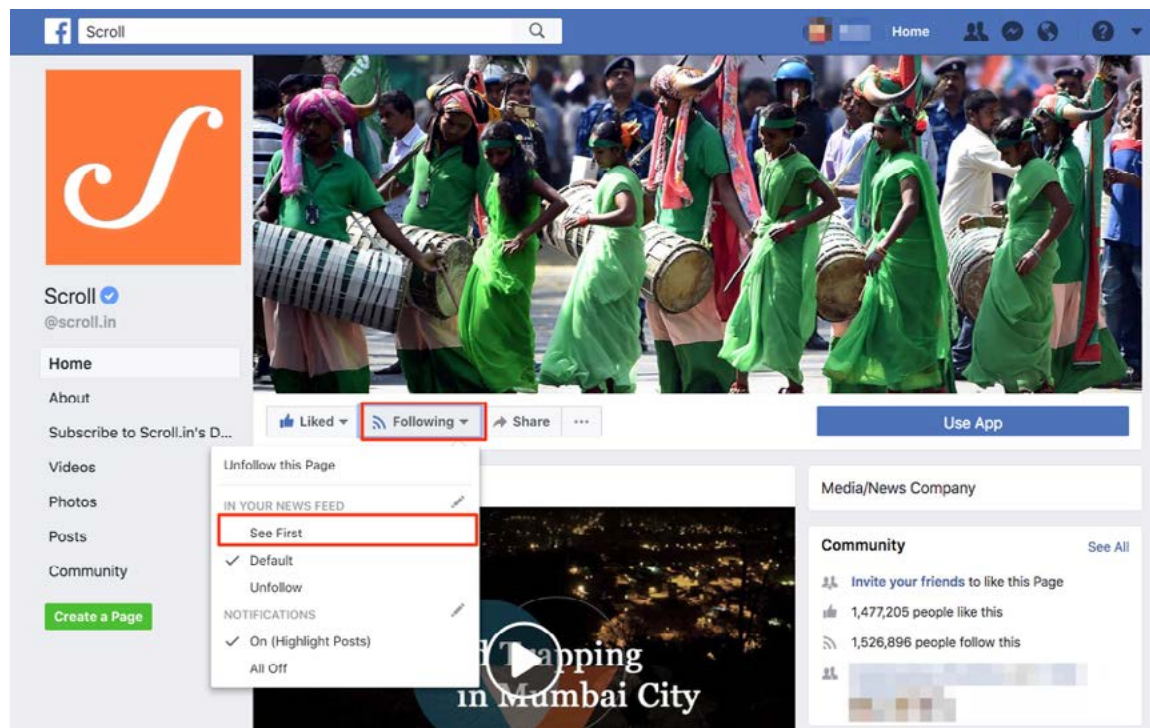 Scroll
Home
Scroll
@scroll.in
Home
About
Subscribe to Scroll.in's D...
Videos
Photos
Posts
Community
Create a Page
Liked
Following
Share
Use App
Unfollow this Page
IN YOUR NEWS FEED
See First
Default
Unfollow
NOTIFICATIONS
On (Highlight Posts)
All Off
Trapping
in Mumbai City
Media/News Company
Community
See All
Invite your friends to like this Page
1,477,205 people like this
1,526,896 people follow this